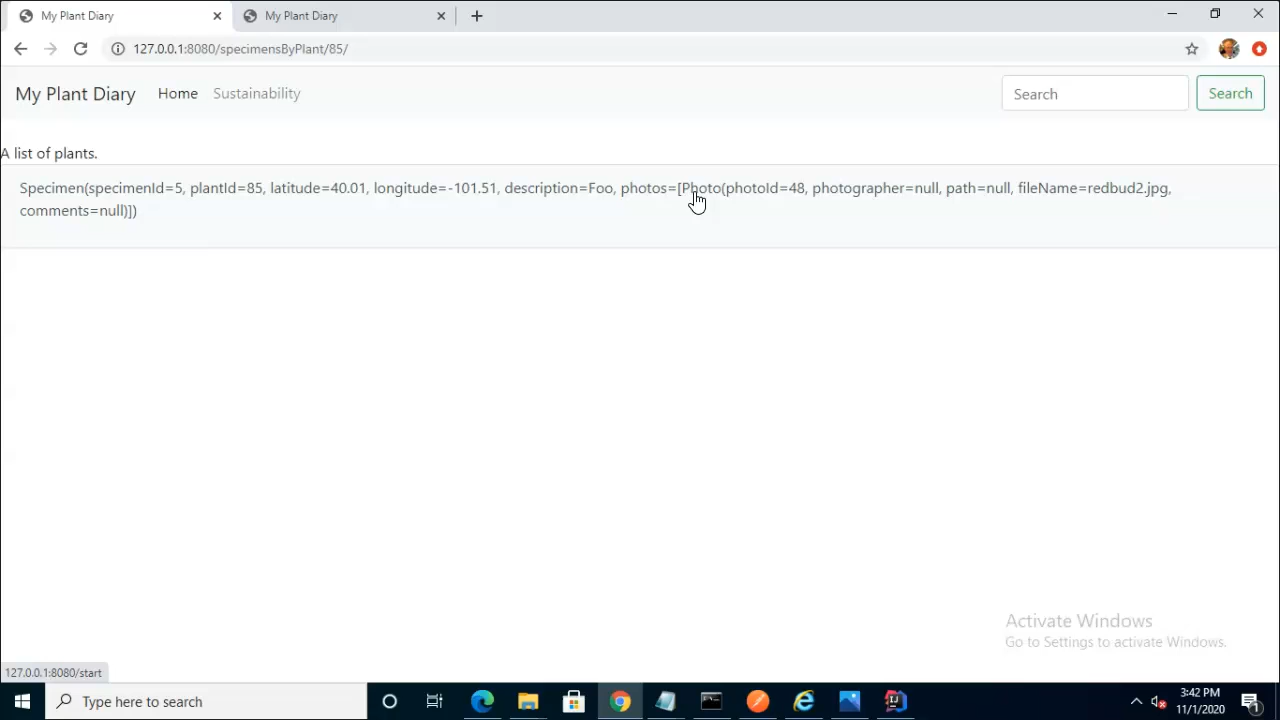 My Plant Diary
My Plant Diary
127.0.0.1:8080/specimensByPlant/85/
My Plant Diary Home Sustainability Search Search
A list of plants.
Specimen(specimenId=5, plantId=85, latitude=40.01, longitude=-101.51, description=Foo, photos=[Photo(photoId=48, photographer=null, path=null, fileName=redbud2.jpg,
comments=null)])
Activate Windows
Go to Settings to activate Windows.
127.0.0.1:8080/start
Type here to search
3:42 PM
11/1/2020
1